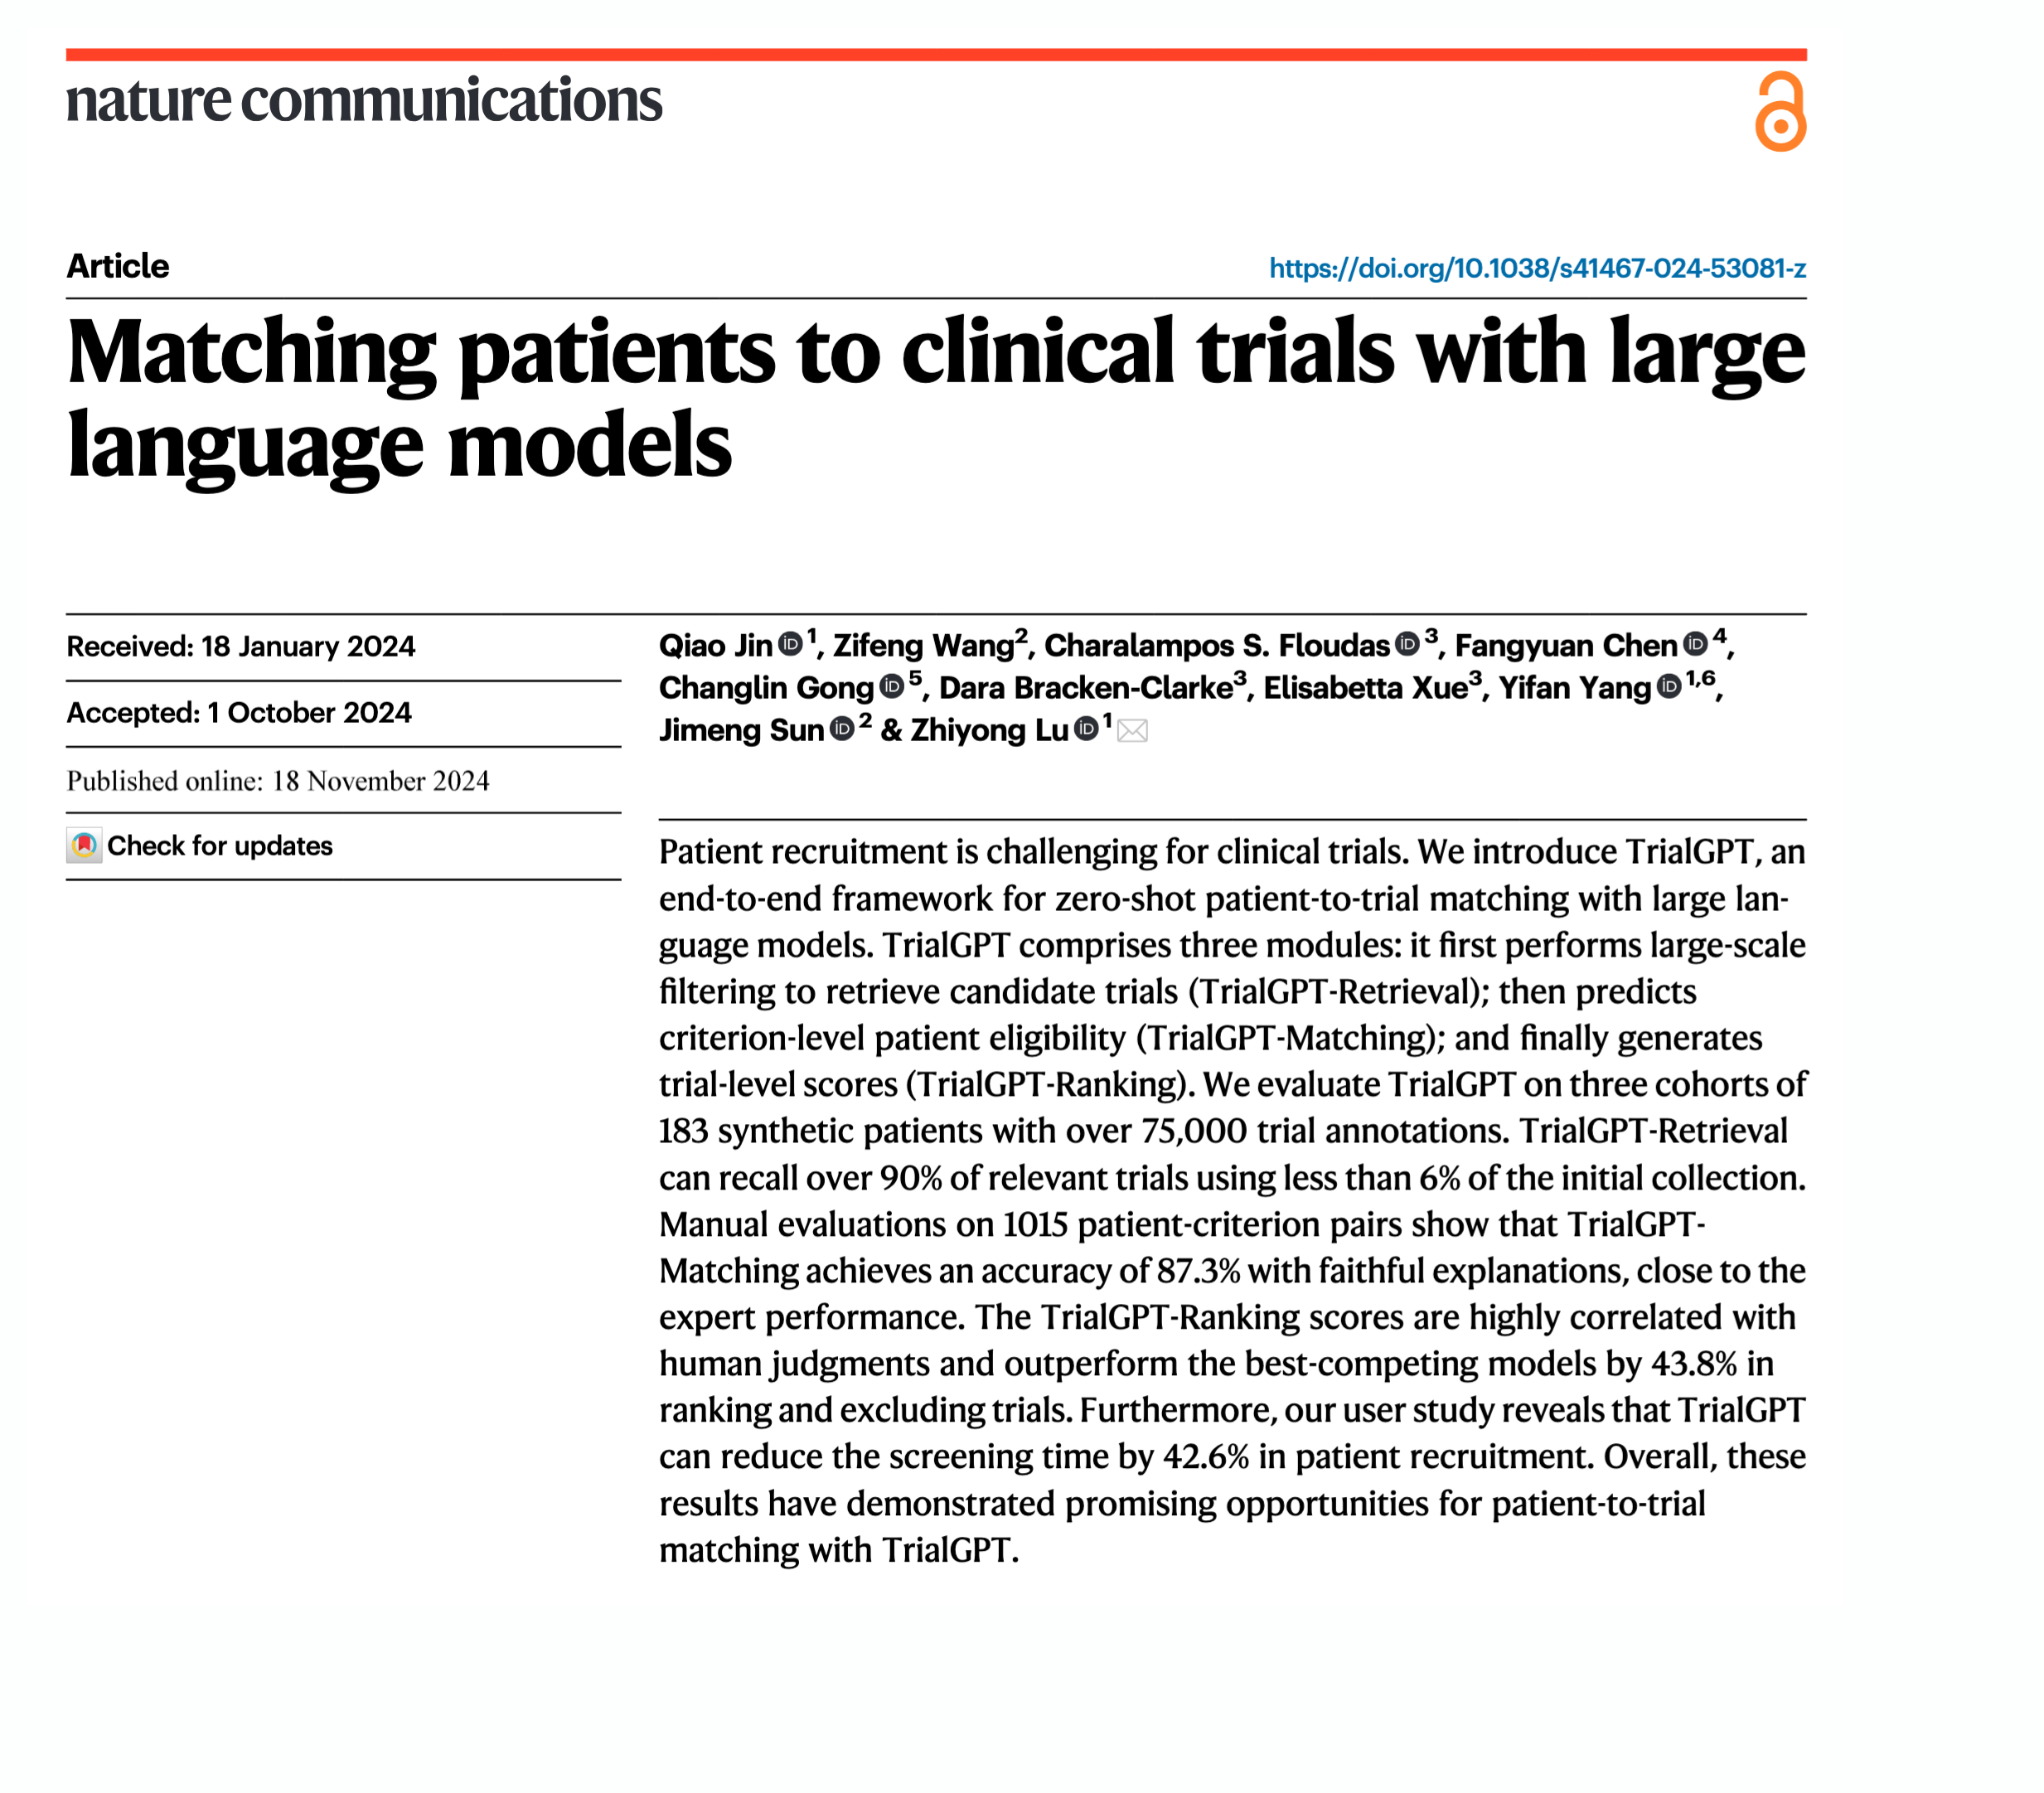 nature communications
Article
https://doi.org/10.1038/s41467-024-53081-z
Matching patients to clinical trials with large
language models
Received: 18 January 2024
Accepted: 1 October 2024
Published online: 18 November 2024
Check for updates
Qiao Jin iD 1, Zifeng Wang2, Charalampos S. Floudas iD 3, Fangyuan Chen iD 4,
Changlin Gong iD 5, Dara Bracken-Clarke3, Elisabetta Xue3, Yifan Yang iD 1,6,
Jimeng Sun iD 2 & Zhiyong Lu iD 1
Patient recruitment is challenging for clinical trials. We introduce TrialGPT, an
end-to-end framework for zero-shot patient-to-trial matching with large lan-
guage models. TrialGPT comprises three modules: it first performs large-scale
filtering to retrieve candidate trials (TrialGPT-Retrieval); then predicts
criterion-level patient eligibility (TrialGPT-Matching); and finally generates
trial-level scores (TrialGPT-Ranking). We evaluate TrialGPT on three cohorts of
183 synthetic patients with over 75,000 trial annotations. TrialGPT-Retrieval
can recall over 90% of relevant trials using less than 6% of the initial collection.
Manual evaluations on 1015 patient-criterion pairs show that TrialGPT-
Matching achieves an accuracy of 87.3% with faithful explanations, close to the
expert performance. The TrialGPT-Ranking scores are highly correlated with
human judgments and outperform the best-competing models by 43.8% in
ranking and excluding trials. Furthermore, our user study reveals that TrialGPT
can reduce the screening time by 42.6% in patient recruitment. Overall, these
results have demonstrated promising opportunities for patient-to-trial
matching with TrialGPT.